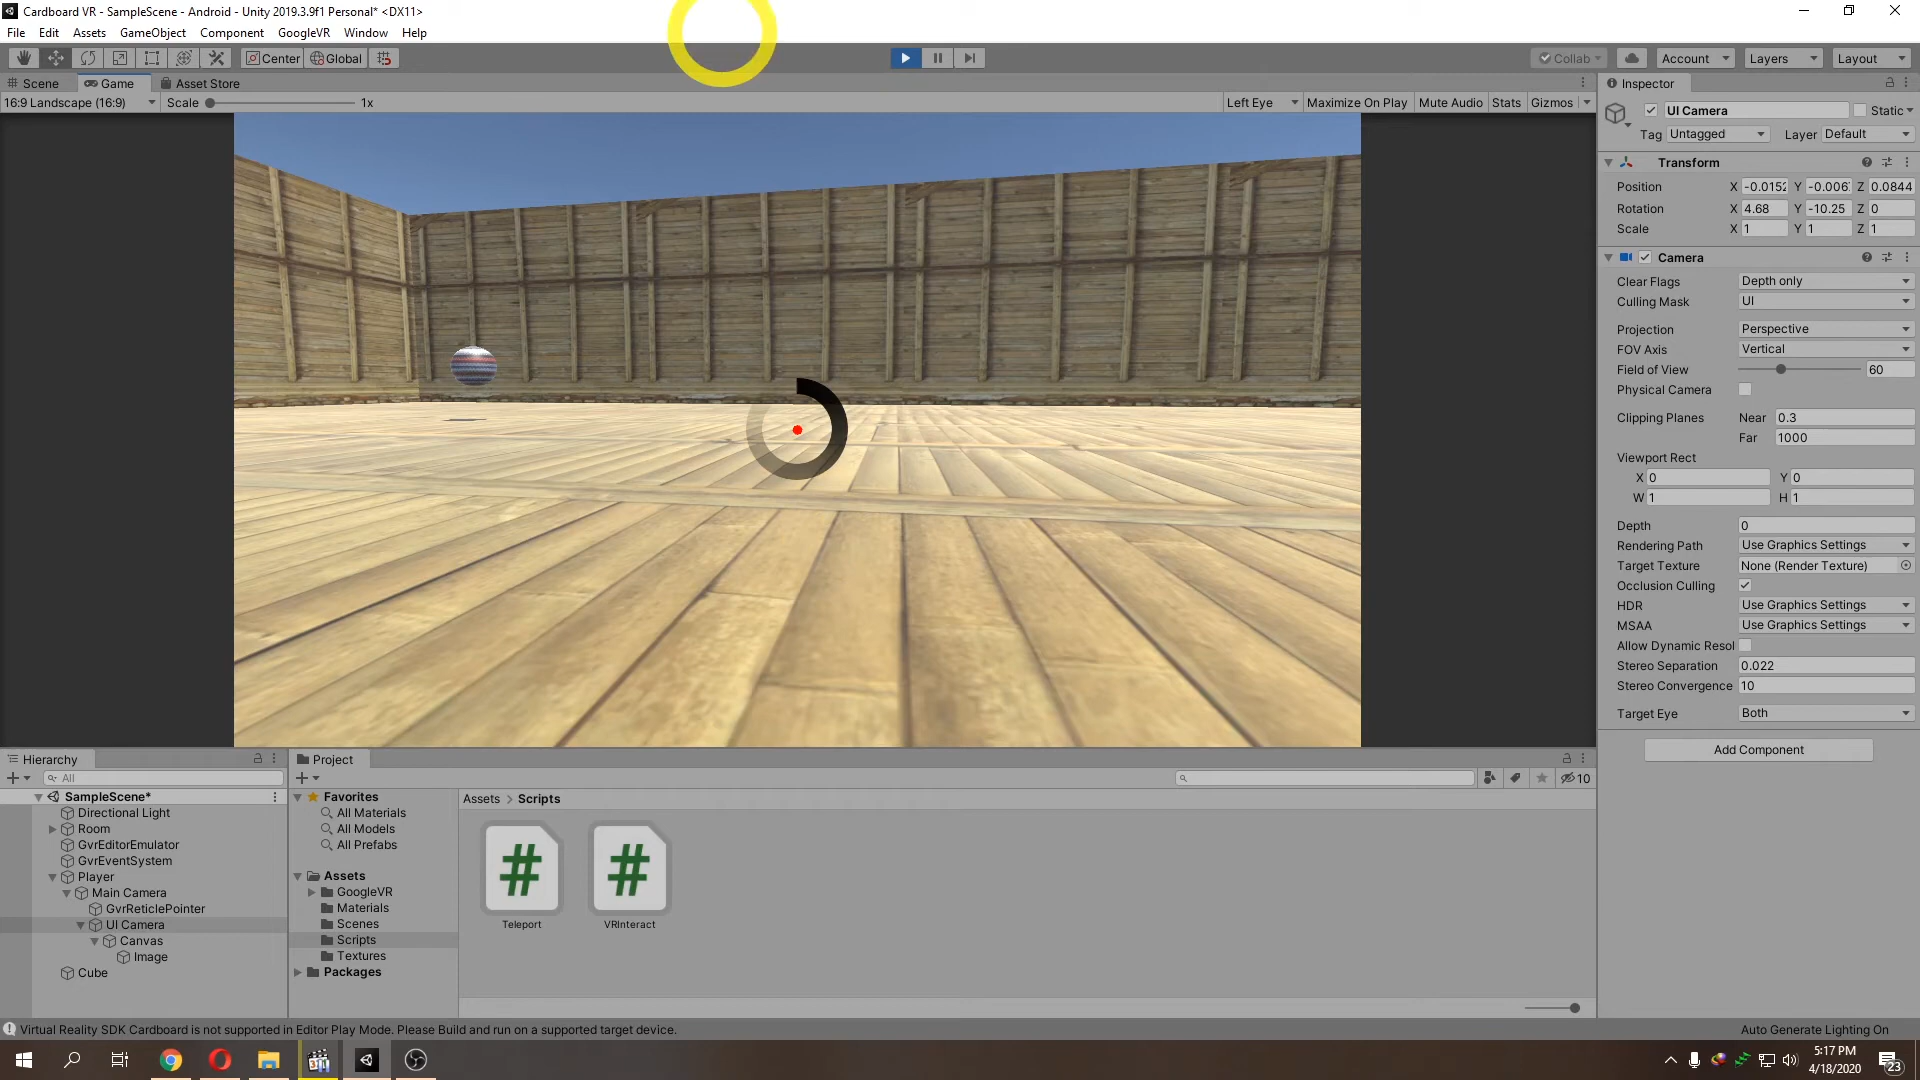 Cardboard VR - SampleScene - Android - Unity 2019.3.9f1 Personal* <DX11>
File Edit Assets GameObject Component GoogleVR Window Help
Center Global Collab Account Layers Layout
Scene Game Asset Store Inspector
16:9 Landscape (16:9) Scale 1x Left Eye Maximize On Play Mute Audio Stats Gizmos
UI Camera Static
Tag Untagged Layer Default
Transform
Position X -0.0152 Y -0.006 Z 0.0844
Rotation X 4.68 Y -10.25 Z 0
Scale X 1 Y 1 Z 1
Camera
Clear Flags Depth only
Culling Mask UI
Projection Perspective
FOV Axis Vertical
Field of View 60
Physical Camera
Clipping Planes Near 0.3
Far 1000
Viewport Rect
X 0 Y 0
W 1 H 1
Depth 0
Rendering Path Use Graphics Settings
Target Texture None (Render Texture)
Occlusion Culling
HDR Use Graphics Settings
MSAA Use Graphics Settings
Allow Dynamic Resol
Stereo Separation 0.022
Stereo Convergence 10
Target Eye Both
Add Component
Hierarchy
All
SampleScene*
Directional Light
Room
GvrEditorEmulator
GvrEventSystem
Player
Main Camera
GvrReticlePointer
UI Camera
Canvas
Image
Cube
Project
10
Favorites
All Materials
All Models
All Prefabs
Assets
GoogleVR
Materials
Scenes
Scripts
Textures
Packages
Assets > Scripts
# #
Teleport VRInteract
Virtual Reality SDK Cardboard is not supported in Editor Play Mode. Please Build and run on a supported target device. Auto Generate Lighting On
5:17 PM
4/18/2020
23